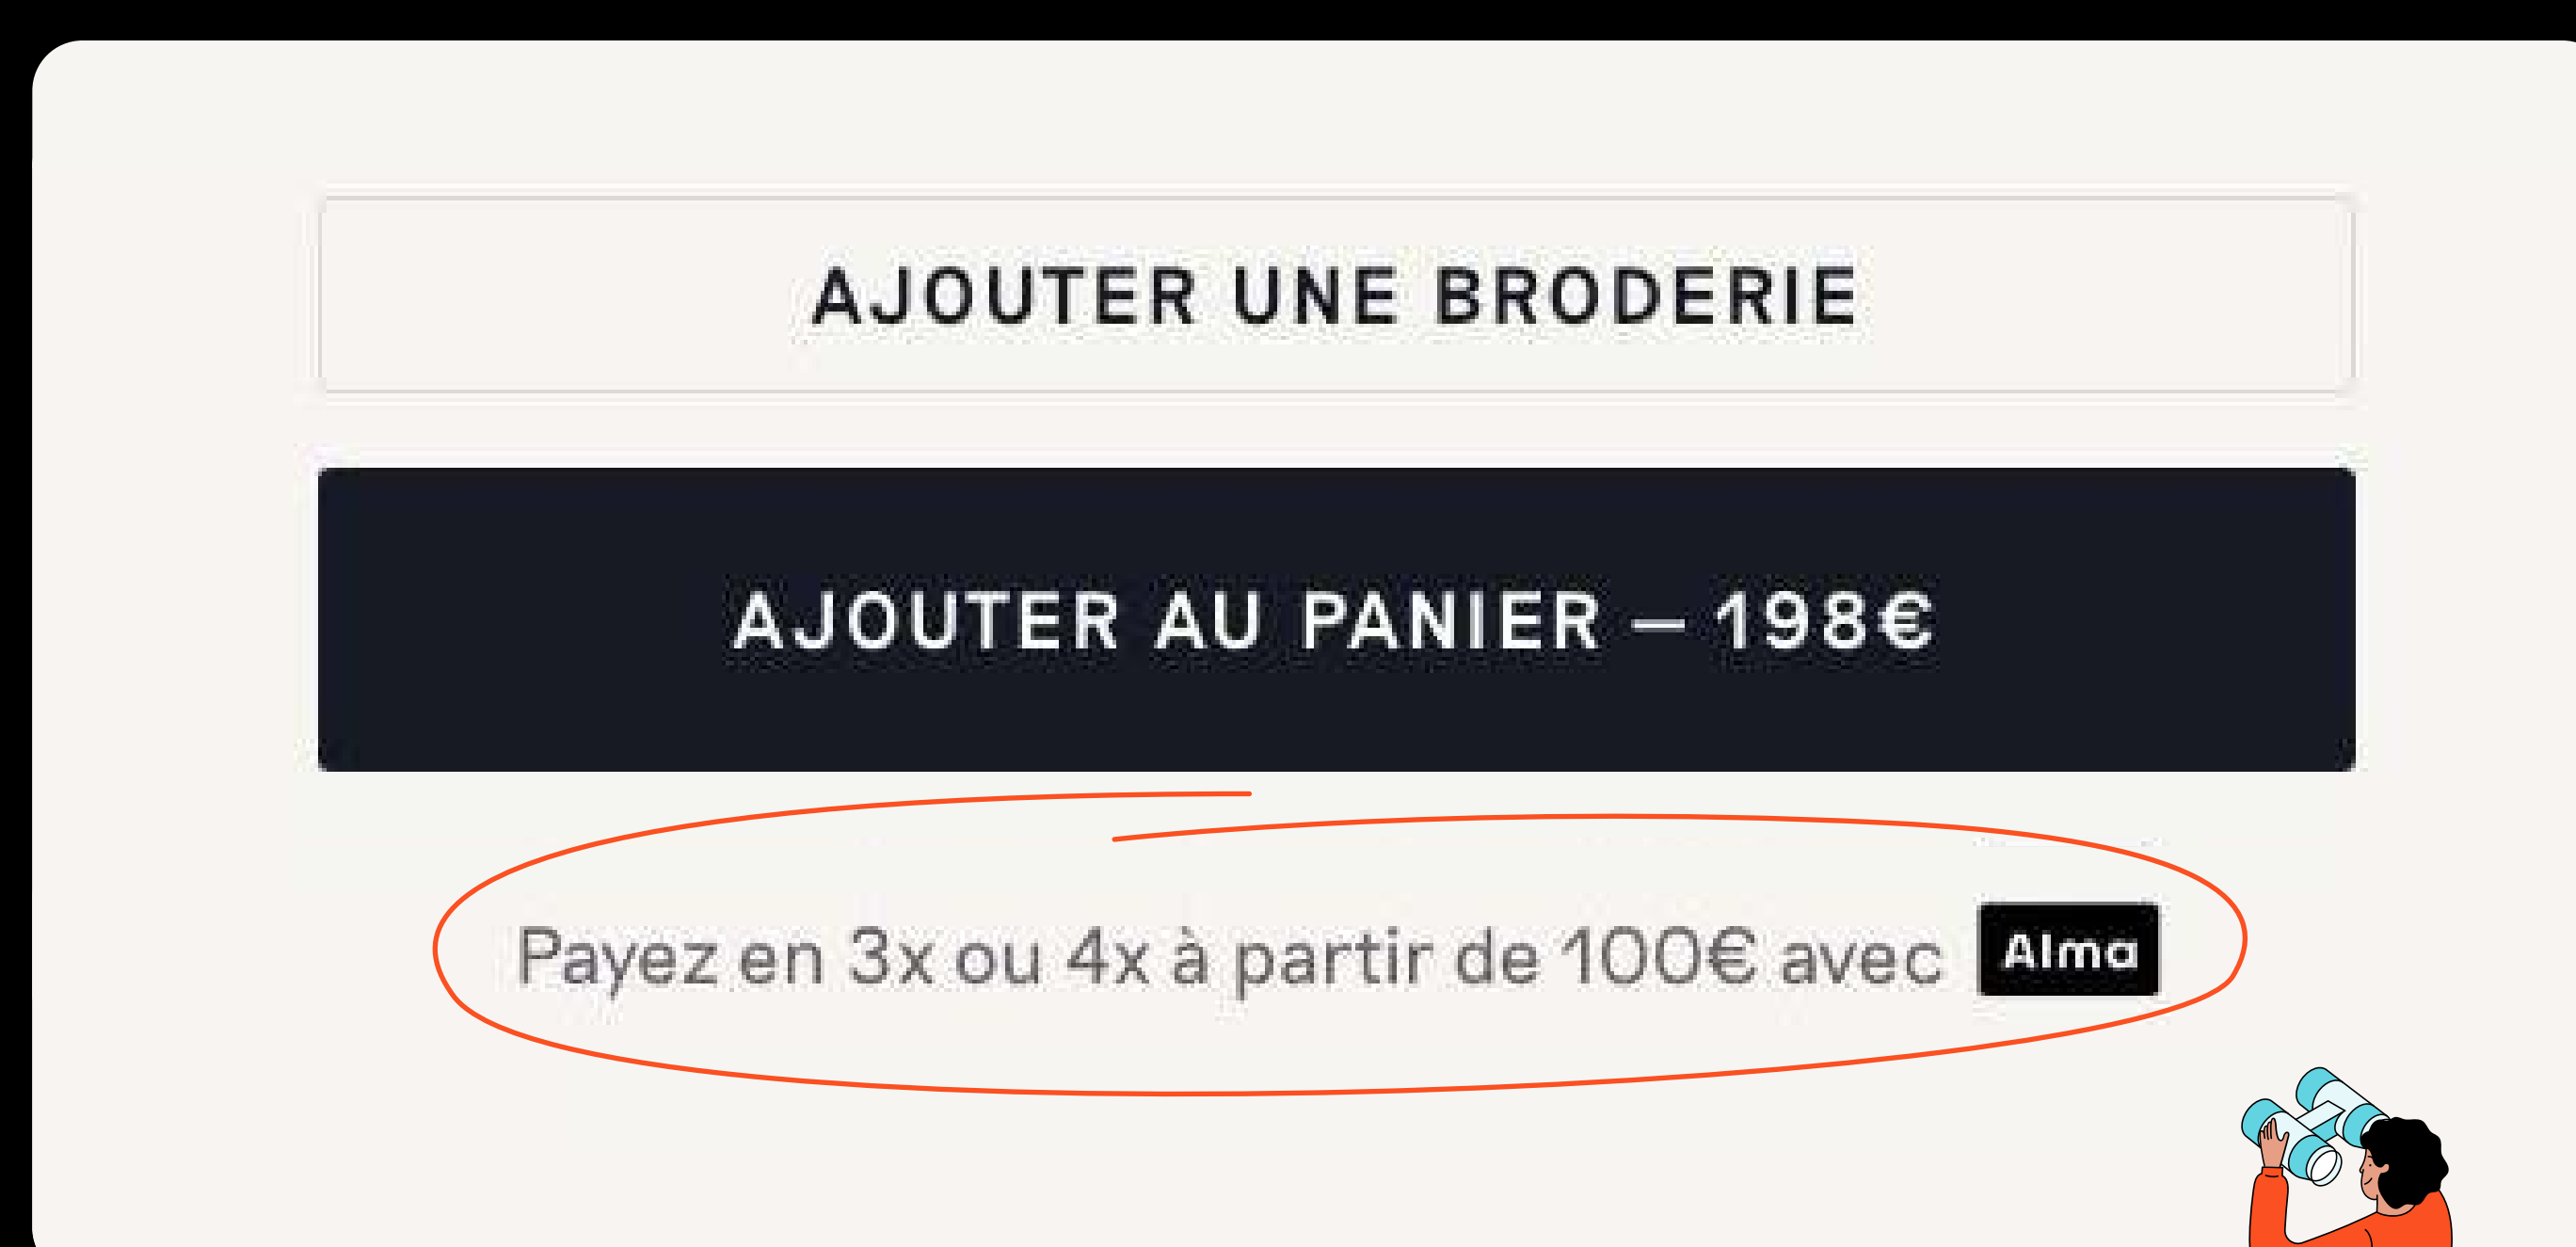 AJOUTER UNE BRODERIE
AJOUTER AU PANIER — 198€
Payez en 3x ou 4x à partir de 100€ avec Alma